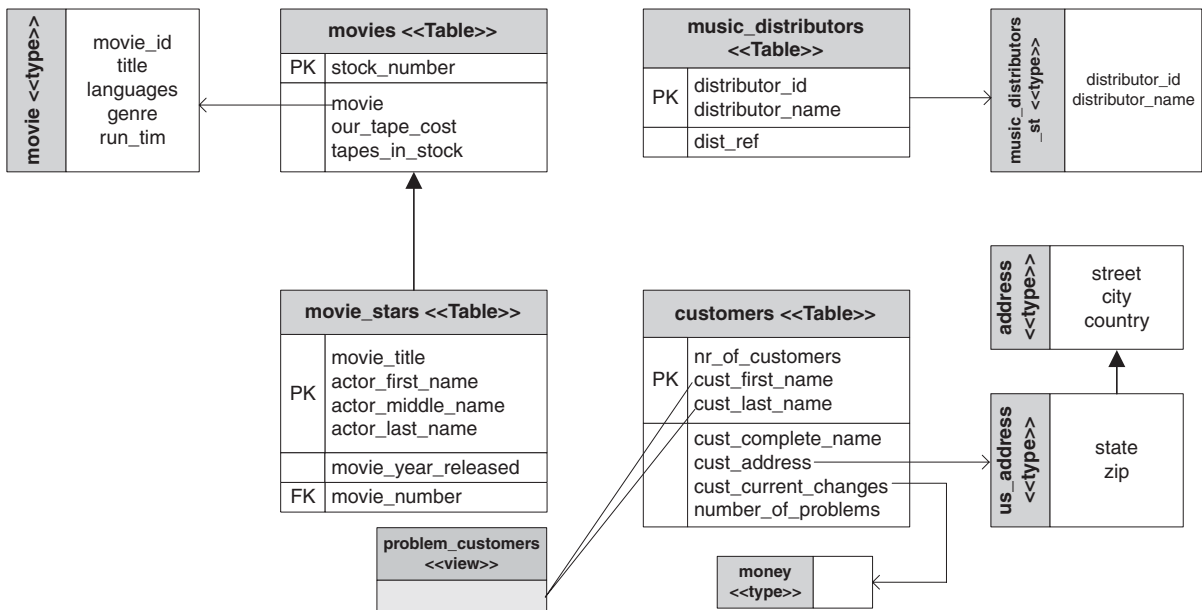 movie <<type>>
movie_id
title
languages
genre
run_tim
movies <<Table>>
PK
stock_number
movie
our_tape_cost
tapes_in_stock
music_distributors
<<Table>>
PK
distributor_id
distributor_name
dist_ref
music_distributors
_st <<type>>
distributor_id
distributor_name
movie_stars <<Table>>
PK
movie_title
actor_first_name
actor_middle_name
actor_last_name
movie_year_released
FK
movie_number
customers <<Table>>
PK
nr_of_customers
cust_first_name
cust_last_name
cust_complete_name
cust_address
cust_current_changes
number_of_problems
address
<<type>>
street
city
country
us_address
<<type>>
state
zip
problem_customers
<<view>>
money
<<type>>